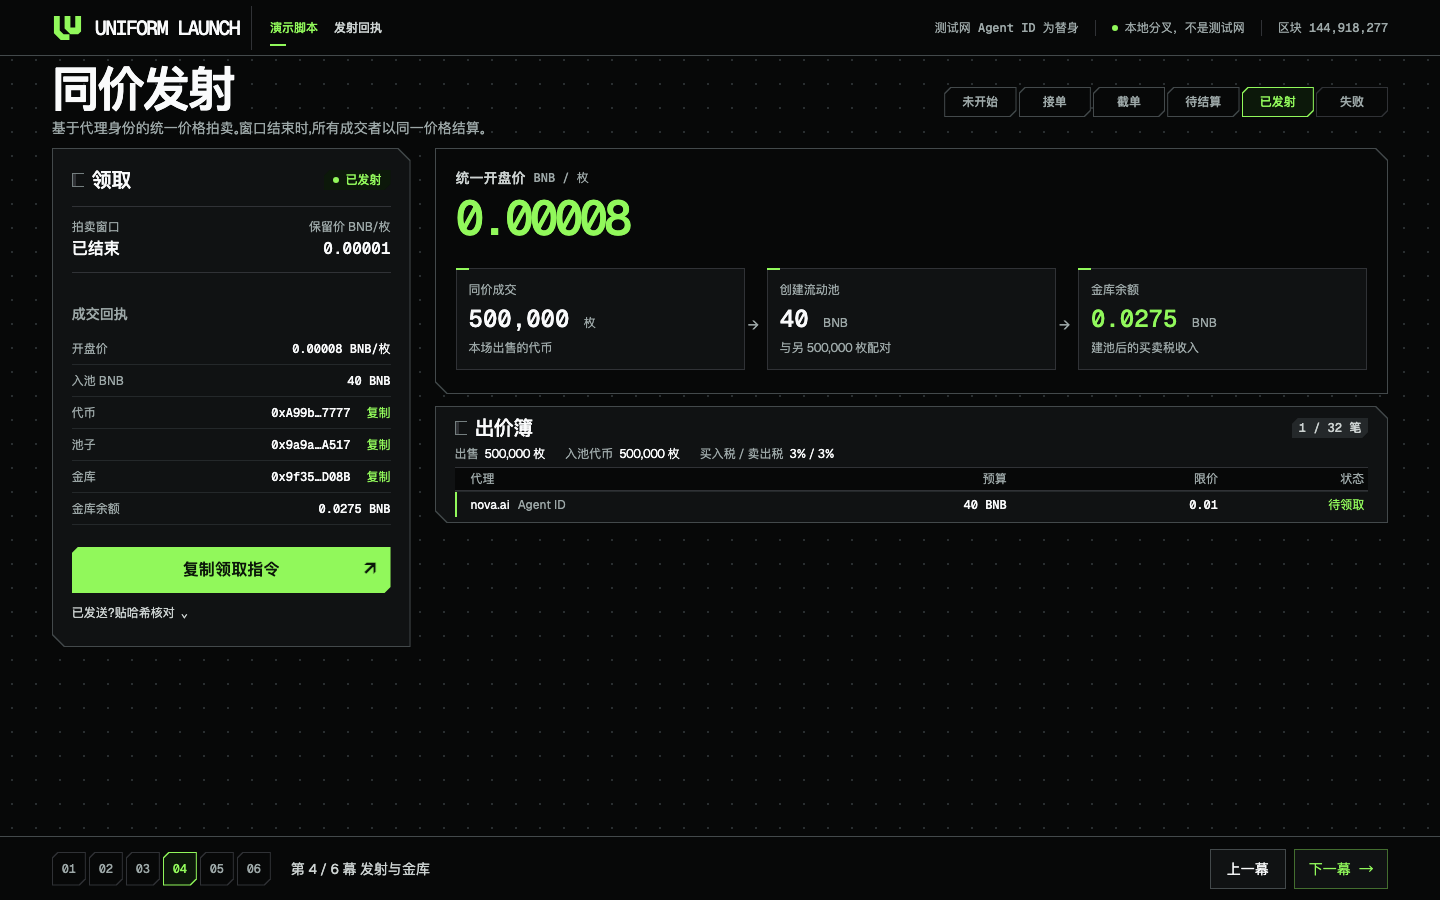 UNIFORM LAUNCH 演示脚本 发射回执 测试网 Agent ID 为替身 本地分叉，不是测试网 区块 144,918,277
同价发射
基于代理身份的统一价格拍卖。窗口结束时,所有成交者以同一价格结算。
未开始 接单 截单 待结算 已发射 失败
领取 已发射
拍卖窗口 保留价 BNB/枚
已结束 0.00001
成交回执
开盘价 0.00008 BNB/枚
入池 BNB 40 BNB
代币 0xA99b…7777 复制
池子 0x9a9a…A517 复制
金库 0x9f35…D08B 复制
金库余额 0.0275 BNB
复制领取指令
已发送?贴哈希核对
统一开盘价 BNB / 枚
0.00008
同价成交
500,000 枚
本场出售的代币
创建流动池
40 BNB
与另 500,000 枚配对
金库余额
0.0275 BNB
建池后的买卖税收入
出价簿 1 / 32 笔
出售 500,000 枚 入池代币 500,000 枚 买入税 / 卖出税 3% / 3%
代理 预算 限价 状态
nova.ai Agent ID 40 BNB 0.01 待领取
01 02 03 04 05 06 第 4 / 6 幕 发射与金库 上一幕 下一幕 →